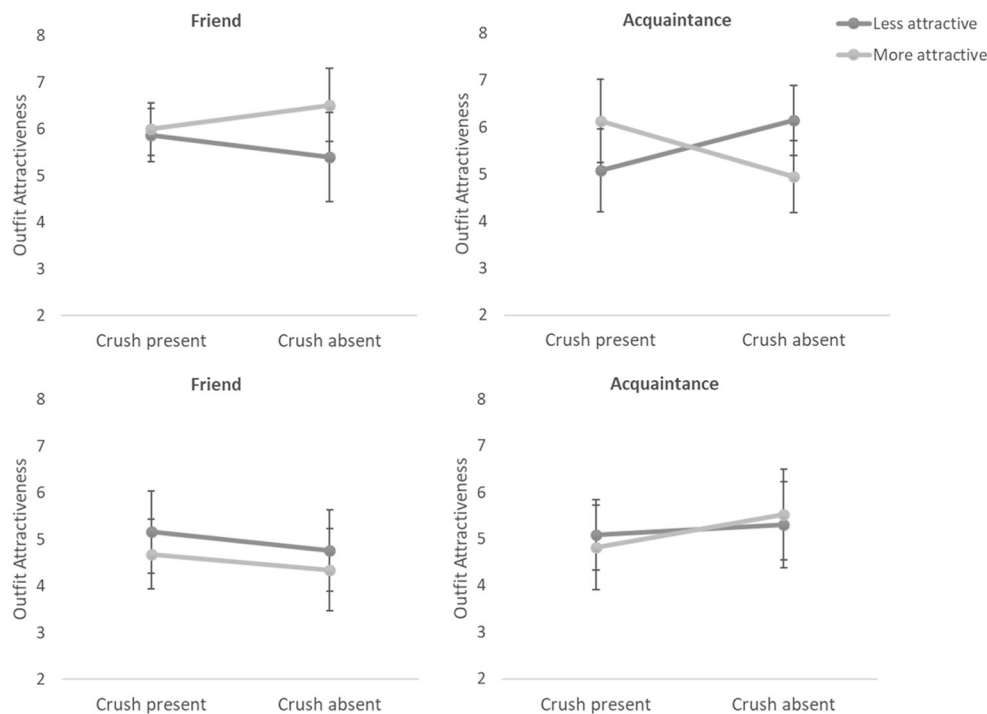 Friend
8
7
6
5
4
3
2
Outfit Attractiveness
Crush present Crush absent
Acquaintance
8
7
6
5
4
3
2
Outfit Attractiveness
Crush present Crush absent
Less attractive
More attractive
Friend
8
7
6
5
4
3
2
Outfit Attractiveness
Crush present Crush absent
Acquaintance
8
7
6
5
4
3
2
Outfit Attractiveness
Crush present Crush absent